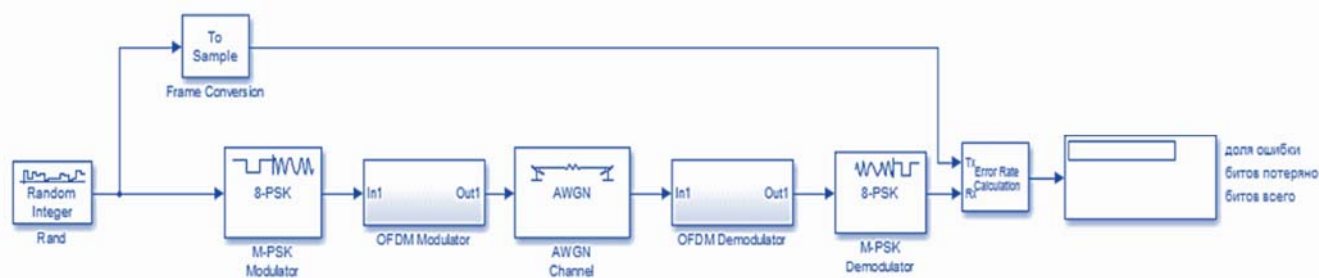 To
Sample
Frame Conversion
Random
Integer
Rand
8-PSK
M-PSK
Modulator
In1 Out1
OFDM Modulator
AWGN
AWGN
Channel
In1 Out1
OFDM Demodulator
8-PSK
M-PSK
Demodulator
Tx
Rx
Error Rate
Calculation
доля ошибки
битов потеряно
битов всего